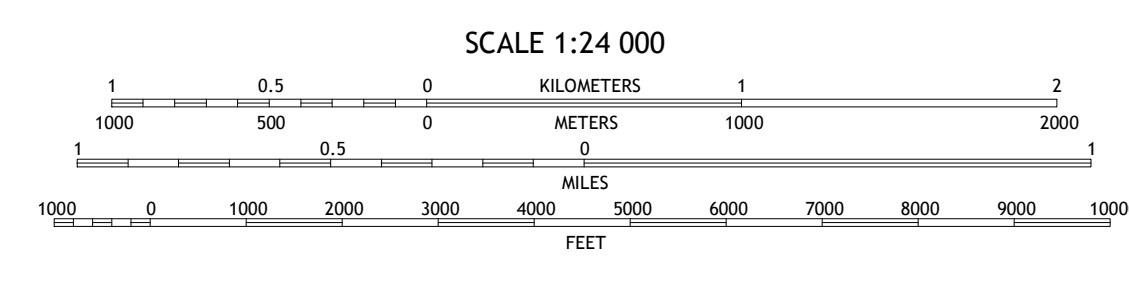 SCALE 1:24 000
1 0.5 0 KILOMETERS 1 2
1000 500 0 METERS 1000 2000
1 0.5 0 1
MILES
1000 0 1000 2000 3000 4000 5000 6000 7000 8000 9000 1000
FEET